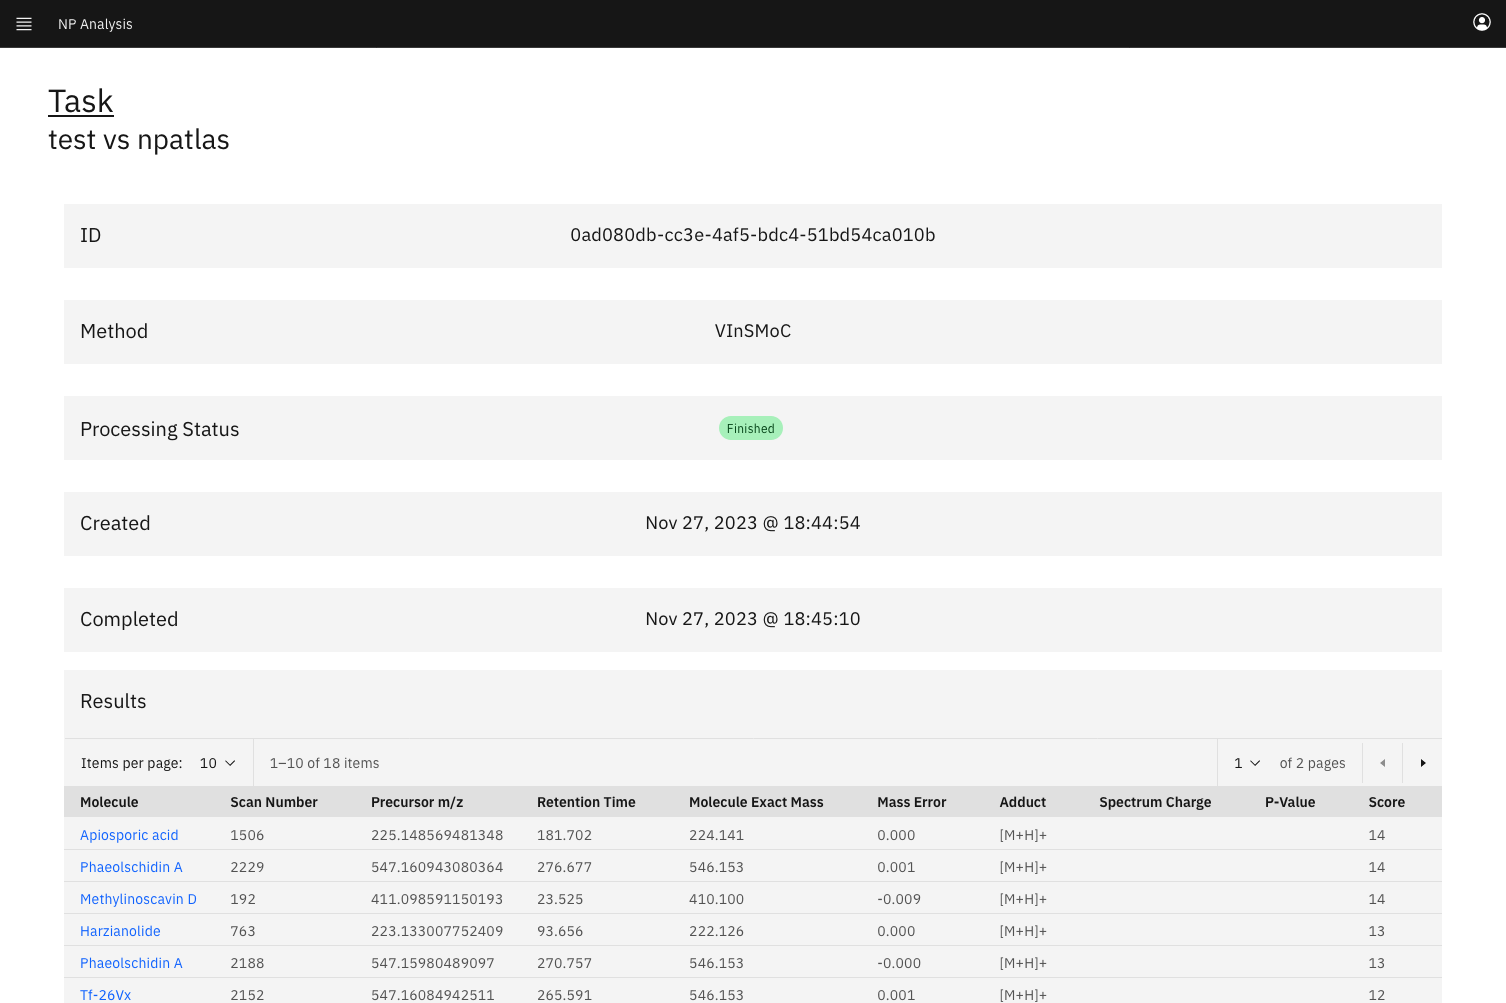 NP Analysis
Task
test vs npatlas
ID 0ad080db-cc3e-4af5-bdc4-51bd54ca010b
Method VInSMoC
Processing Status Finished
Created Nov 27, 2023 @ 18:44:54
Completed Nov 27, 2023 @ 18:45:10
Results
Items per page: 10 1–10 of 18 items 1 of 2 pages
Molecule Scan Number Precursor m/z Retention Time Molecule Exact Mass Mass Error Adduct Spectrum Charge P-Value Score
Apiosporic acid 1506 225.148569481348 181.702 224.141 0.000 [M+H]+ 14
Phaeolschidin A 2229 547.160943080364 276.677 546.153 0.001 [M+H]+ 14
Methylinoscavin D 192 411.098591150193 23.525 410.100 -0.009 [M+H]+ 14
Harzianolide 763 223.133007752409 93.656 222.126 0.000 [M+H]+ 13
Phaeolschidin A 2188 547.15980489097 270.757 546.153 -0.000 [M+H]+ 13
Tf-26Vx 2152 547.16084942511 265.591 546.153 0.001 [M+H]+ 12